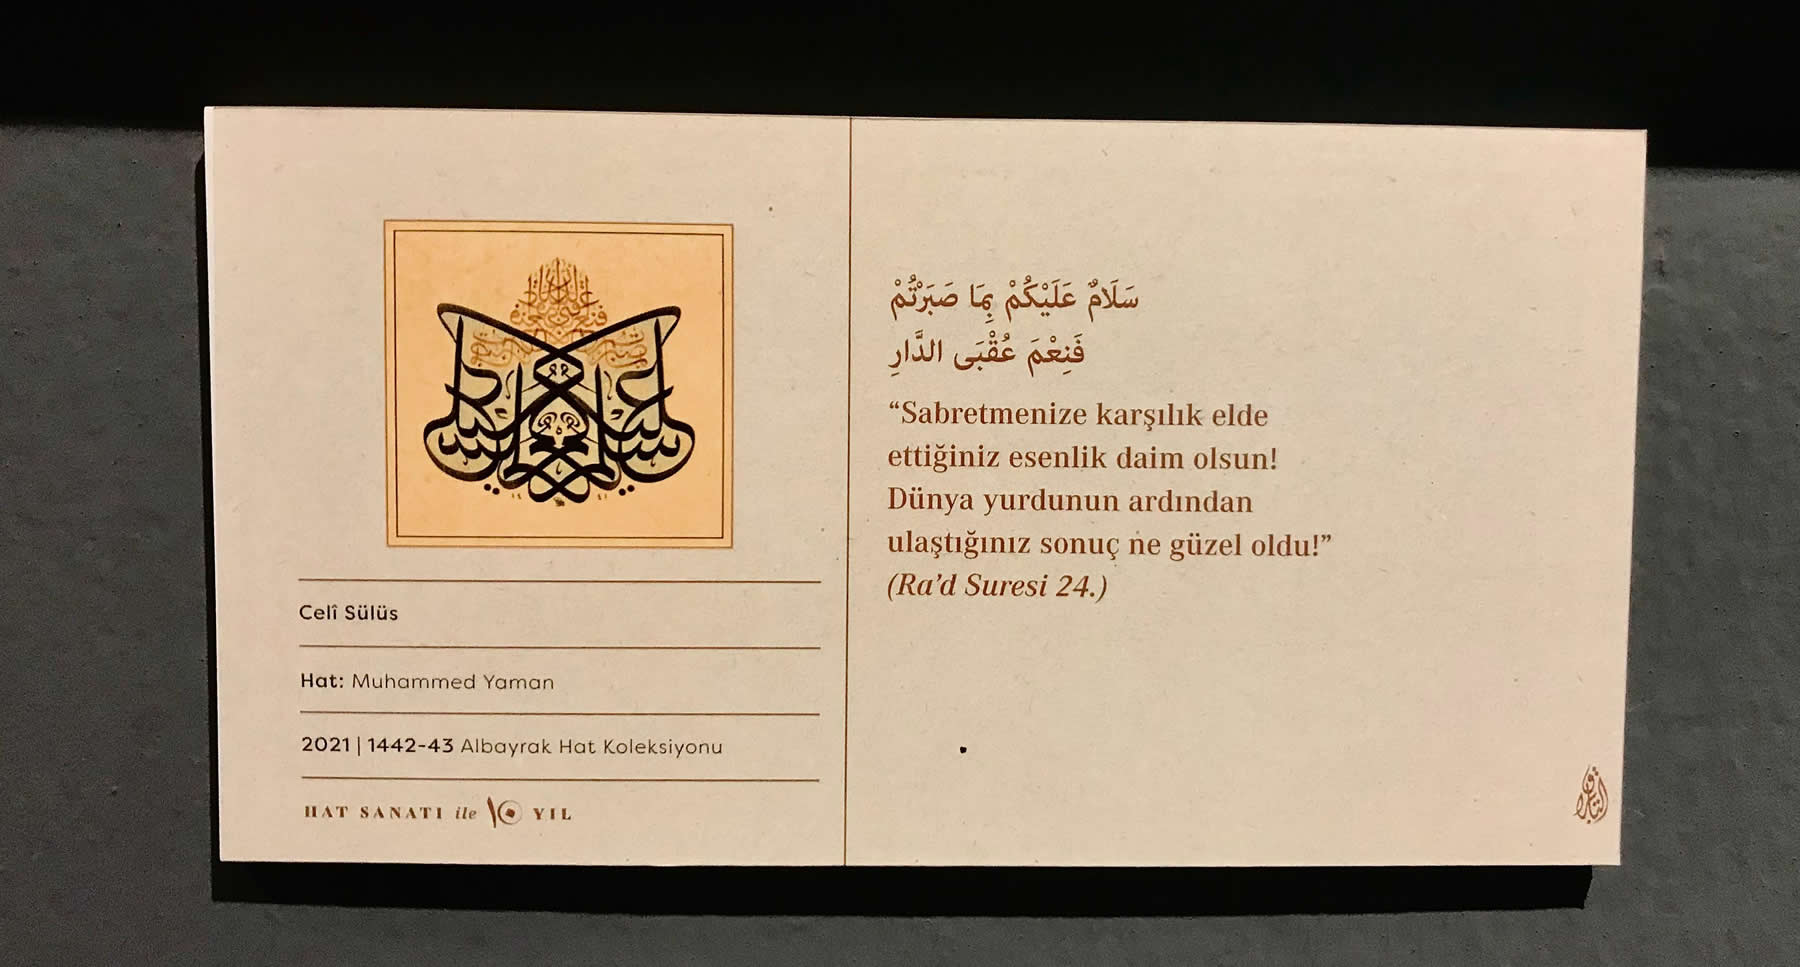 Celî Sülüs
Hat: Muhammed Yaman
2021 | 1442-43 Albayrak Hat Koleksiyonu
HAT SANATI ile ١٠ YIL
سَلَامٌ عَلَيْكُمْ بِمَا صَبَرْتُمْ
فَنِعْمَ عُقْبَى الدَّارِ
“Sabretmenize karşılık elde
ettiğiniz esenlik daim olsun!
Dünya yurdunun ardından
ulaştığınız sonuç ne güzel oldu!”
(Ra’d Suresi 24.)